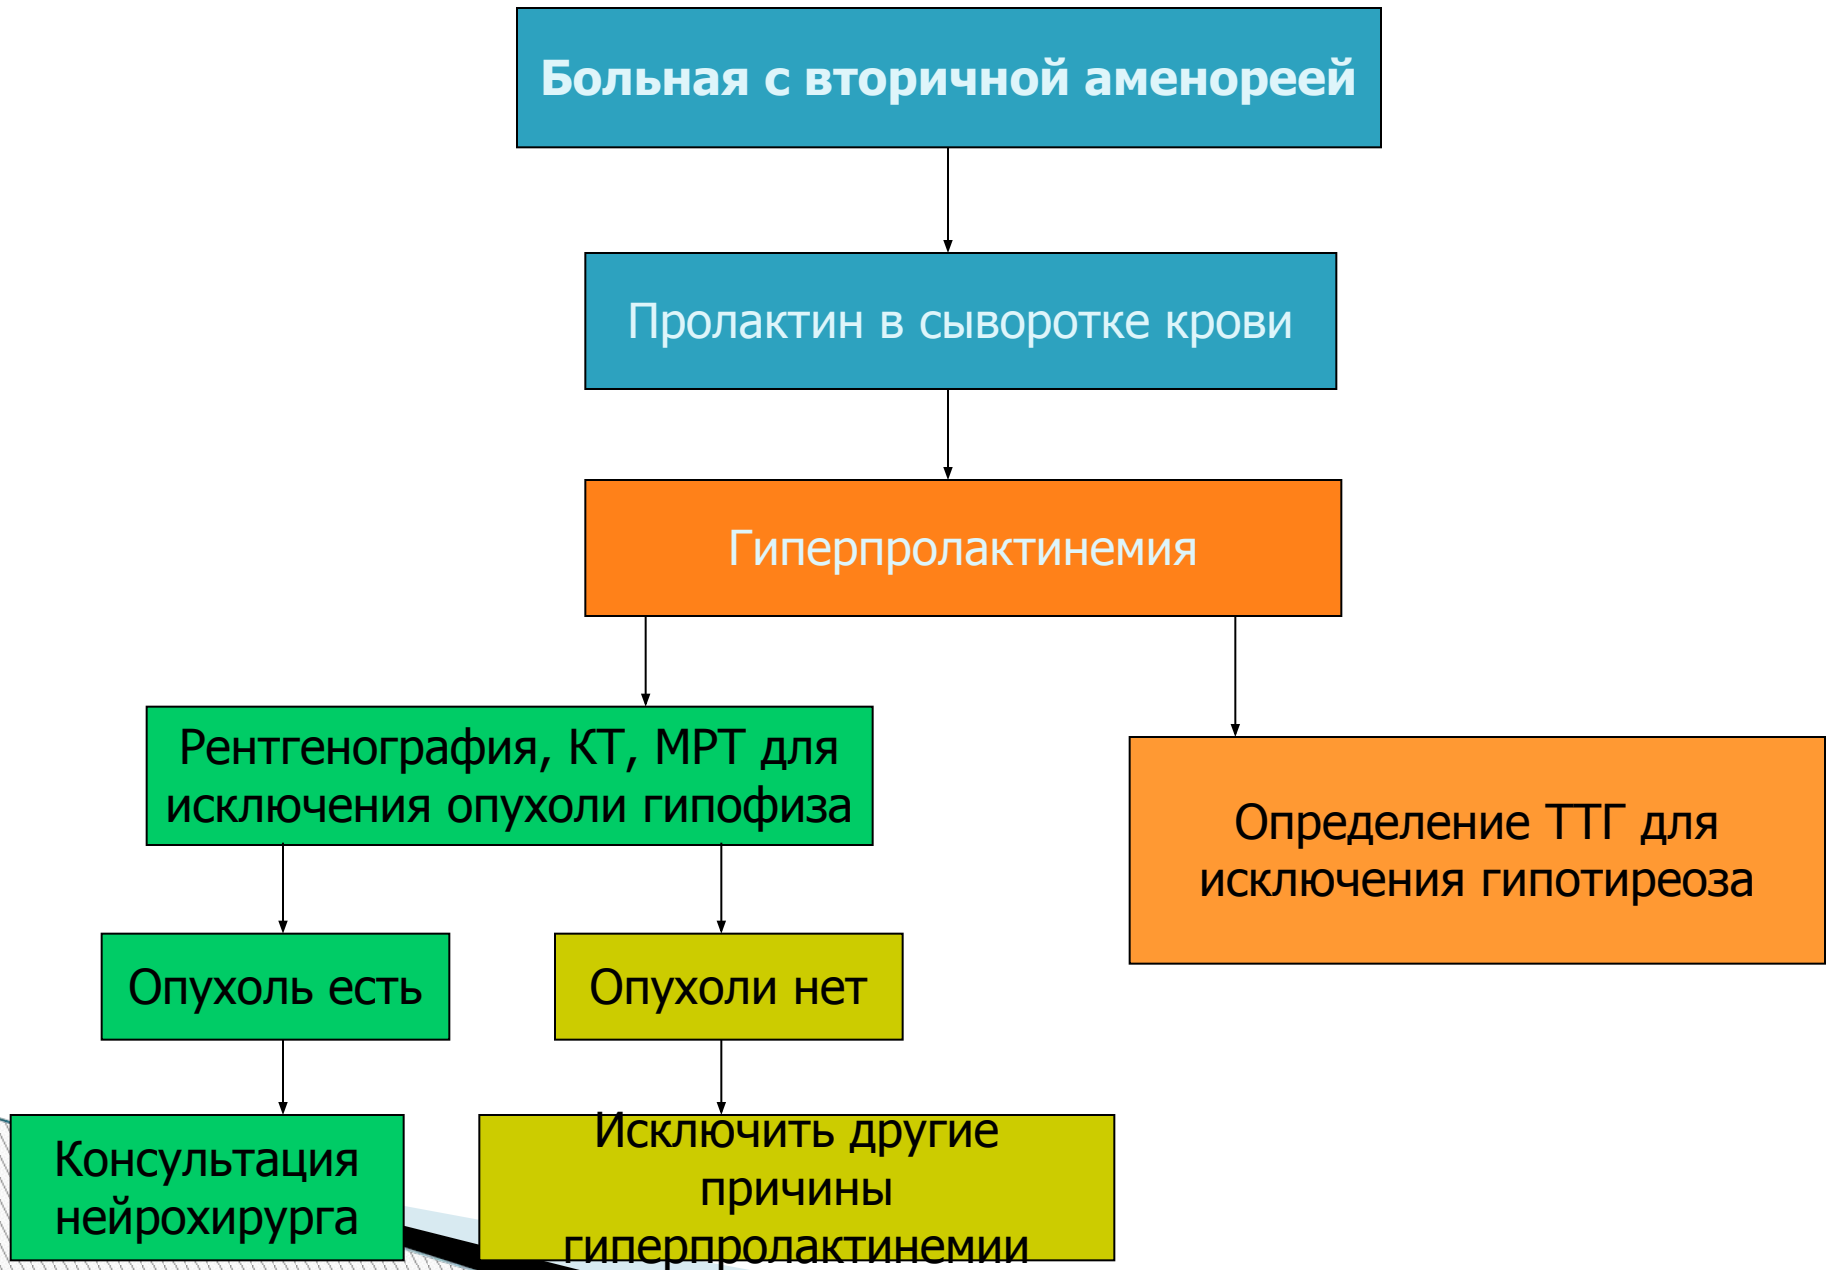 Больная с вторичной аменореей
Пролактин в сыворотке крови
Гиперпролактинемия
Рентгенография, КТ, МРТ для
исключения опухоли гипофиза
Определение ТТГ для
исключения гипотиреоза
Опухоль есть
Опухоли нет
Консультация
нейрохирурга
Исключить другие
причины
гиперпролактинемии